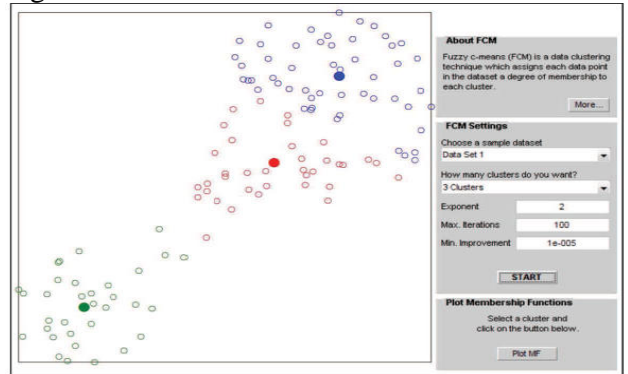 About FCM
Fuzzy c-means (FCM) is a data clustering
technique which assigns each data point
in the dataset a degree of membership to
each cluster.
More...
FCM Settings
Choose a sample dataset
Data Set 1
How many clusters do you want?
3 Clusters
Exponent 2
Max. Iterations 100
Min. Improvement 1e-005
START
Plot Membership Functions
Select a cluster and
click on the button below.
Plot MF